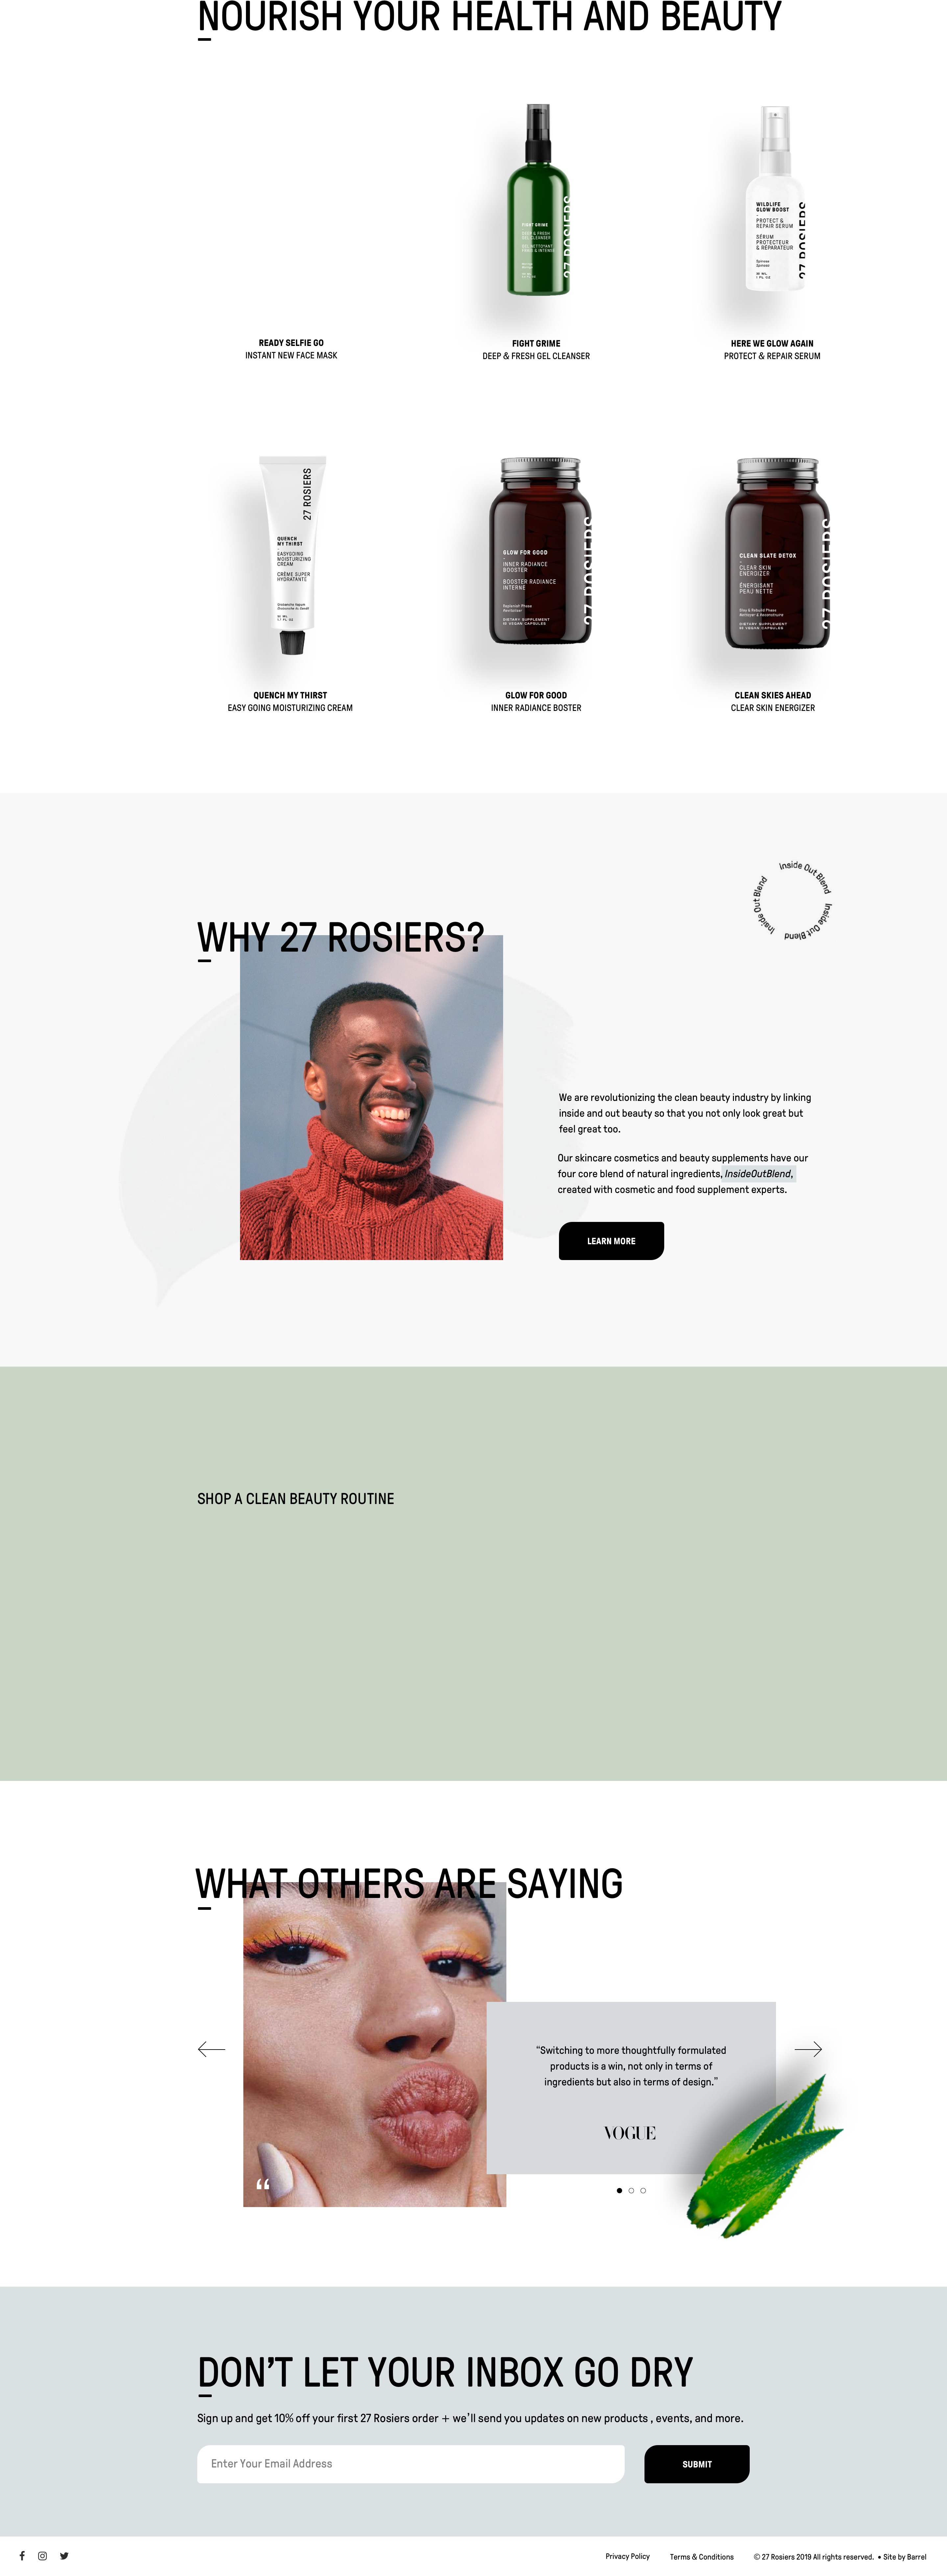 NOURISH YOUR HEALTH AND BEAUTY
FIGHT GRIME
DEEP & FRESH
GEL CLEANSER
GEL NETTOYANT
27 ROSIERS
WILDLIFE
GLOW BOOST
PROTECT &
REPAIR SERUM
SÉRUM
PROTECTEUR
& RÉPARATEUR
27 ROSIERS
READY SELFIE GO
INSTANT NEW FACE MASK
FIGHT GRIME
DEEP & FRESH GEL CLEANSER
HERE WE GLOW AGAIN
PROTECT & REPAIR SERUM
27 ROSIERS
QUENCH
MY THIRST
EASYGOING
MOISTURIZING
CREAM
CRÈME SUPER
HYDRATANTE
GLOW FOR GOOD
INNER RADIANCE
BOOSTER
BOOSTER RADIANCE
INTERNE
Replenish Phase
Revitaliser
DIETARY SUPPLEMENT
27 ROSIERS
CLEAN SLATE DETOX
CLEAR SKIN
ENERGIZER
ÉNERGISANT
PEAU NETTE
Stop & Rebuild Phase
Nettoyer & Reconstruire
DIETARY SUPPLEMENT
27 ROSIERS
QUENCH MY THIRST
EASY GOING MOISTURIZING CREAM
GLOW FOR GOOD
INNER RADIANCE BOSTER
CLEAN SKIES AHEAD
CLEAR SKIN ENERGIZER
Inside Out Blend Inside Out Blend Inside Out Blend
WHY 27 ROSIERS?
We are revolutionizing the clean beauty industry by linking
inside and out beauty so that you not only look great but
feel great too.
Our skincare cosmetics and beauty supplements have our
four core blend of natural ingredients, InsideOutBlend,
created with cosmetic and food supplement experts.
LEARN MORE
SHOP A CLEAN BEAUTY ROUTINE
WHAT OTHERS ARE SAYING
"Switching to more thoughtfully formulated
products is a win, not only in terms of
ingredients but also in terms of design."
VOGUE
“
DON'T LET YOUR INBOX GO DRY
Sign up and get 10% off your first 27 Rosiers order + we'll send you updates on new products , events, and more.
Enter Your Email Address
SUBMIT
Privacy Policy
Terms & Conditions
© 27 Rosiers 2019 All rights reserved. • Site by Barrel